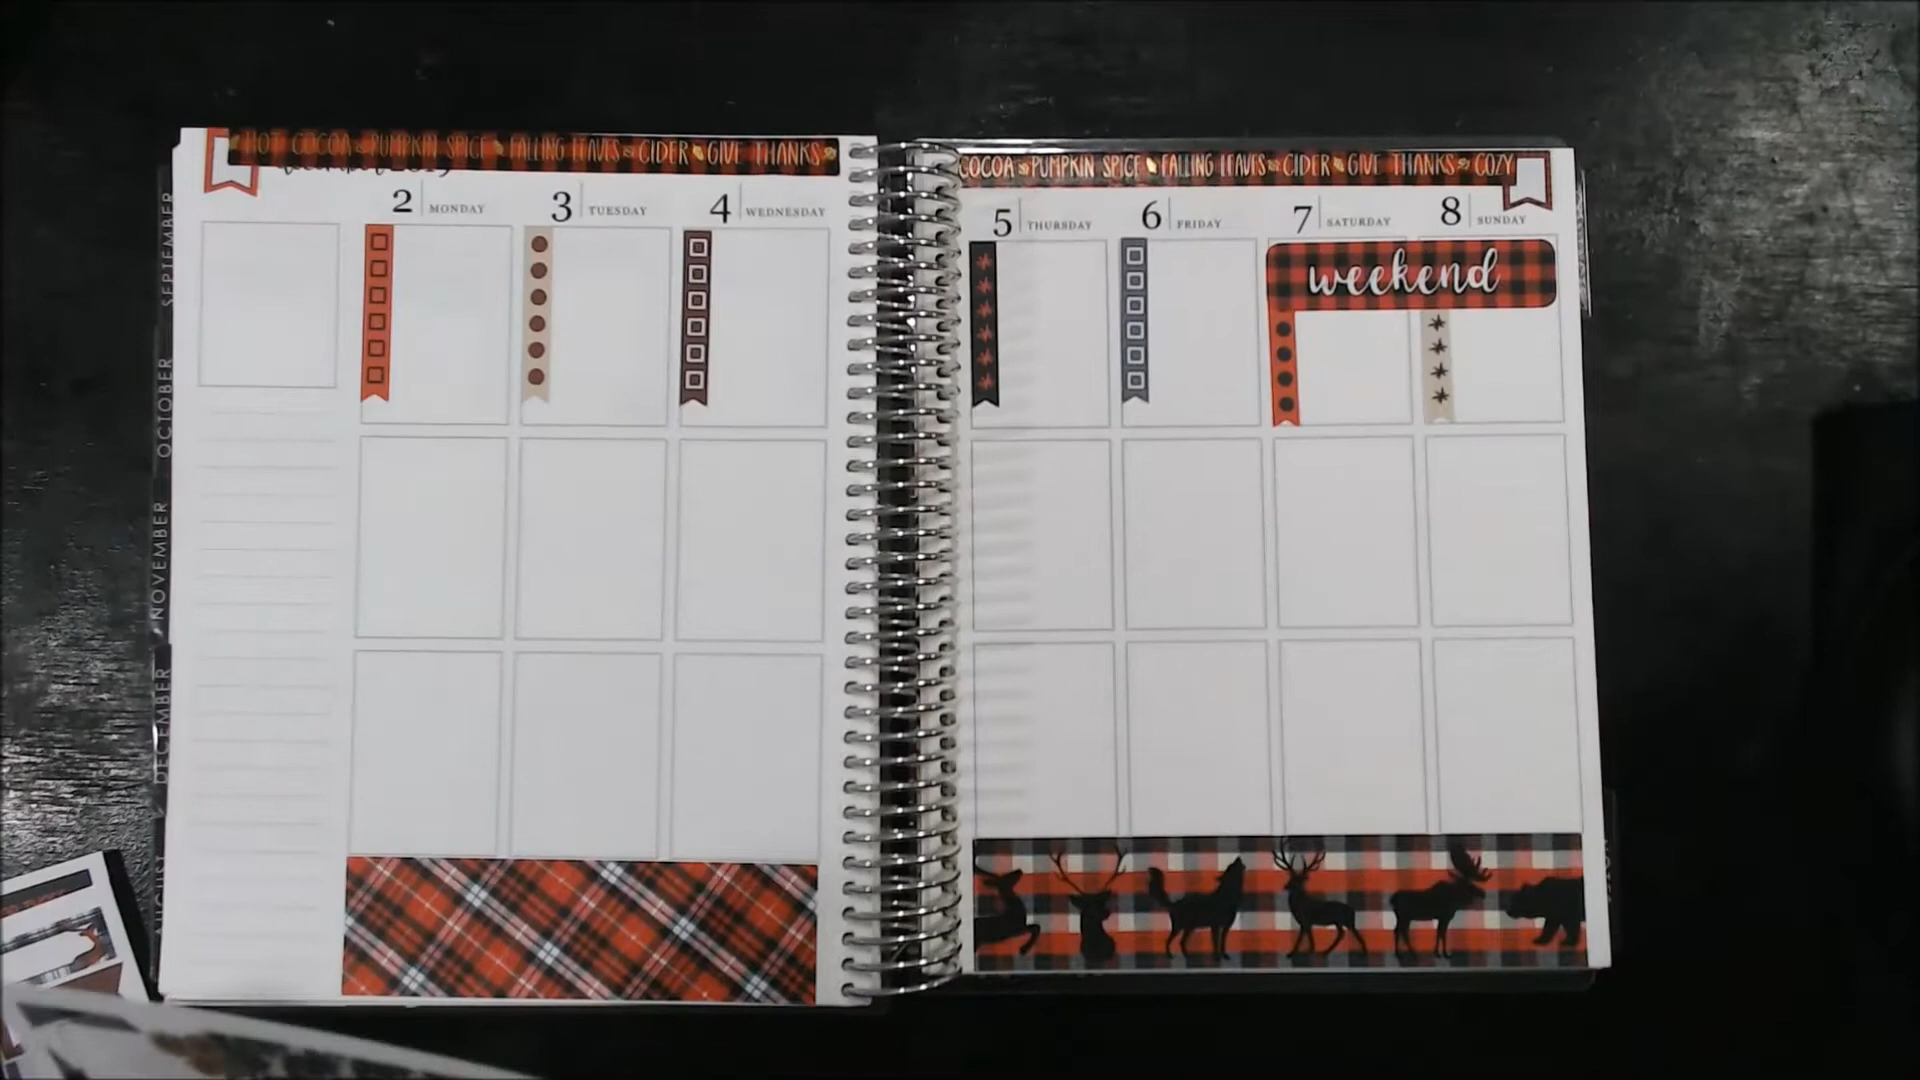 HOT COCOA PUMPKIN SPICE FALLING LEAVES CIDER GIVE THANKS
COCOA PUMPKIN SPICE FALLING LEAVES CIDER GIVE THANKS COZY
2 MONDAY
3 TUESDAY
4 WEDNESDAY
5 THURSDAY
6 FRIDAY
7 SATURDAY
8 SUNDAY
weekend
SEPTEMBER
OCTOBER
NOVEMBER
DECEMBER
AUGUST